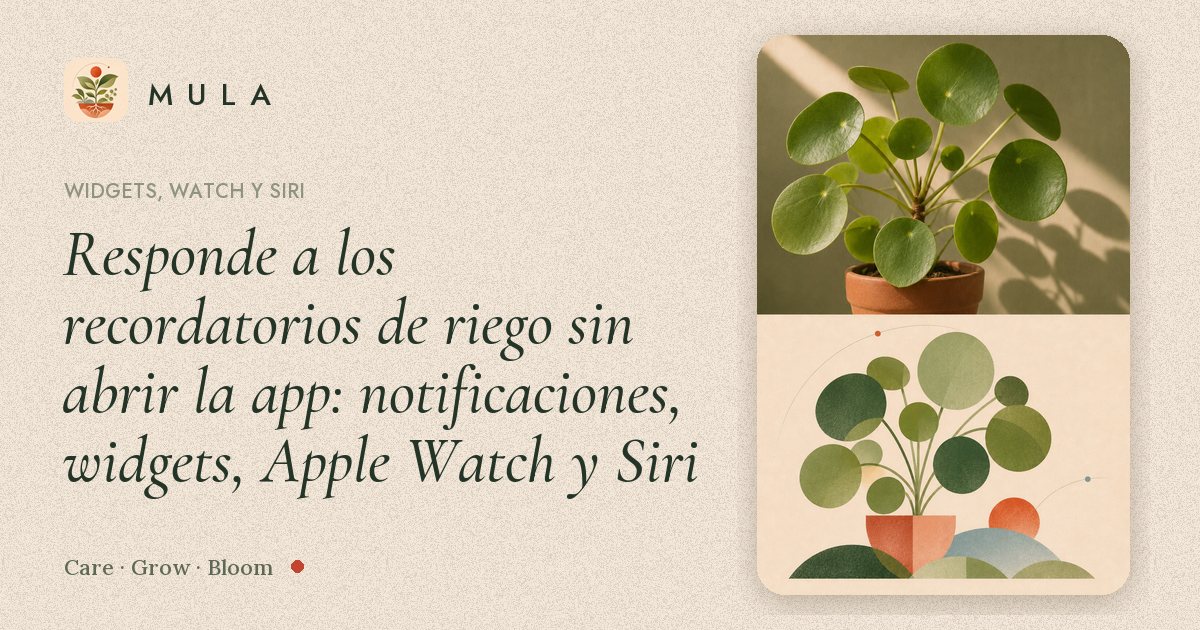 MULA
WIDGETS, WATCH Y SIRI
Responde a los
recordatorios de riego sin
abrir la app: notificaciones,
widgets, Apple Watch y Siri
Care · Grow · Bloom